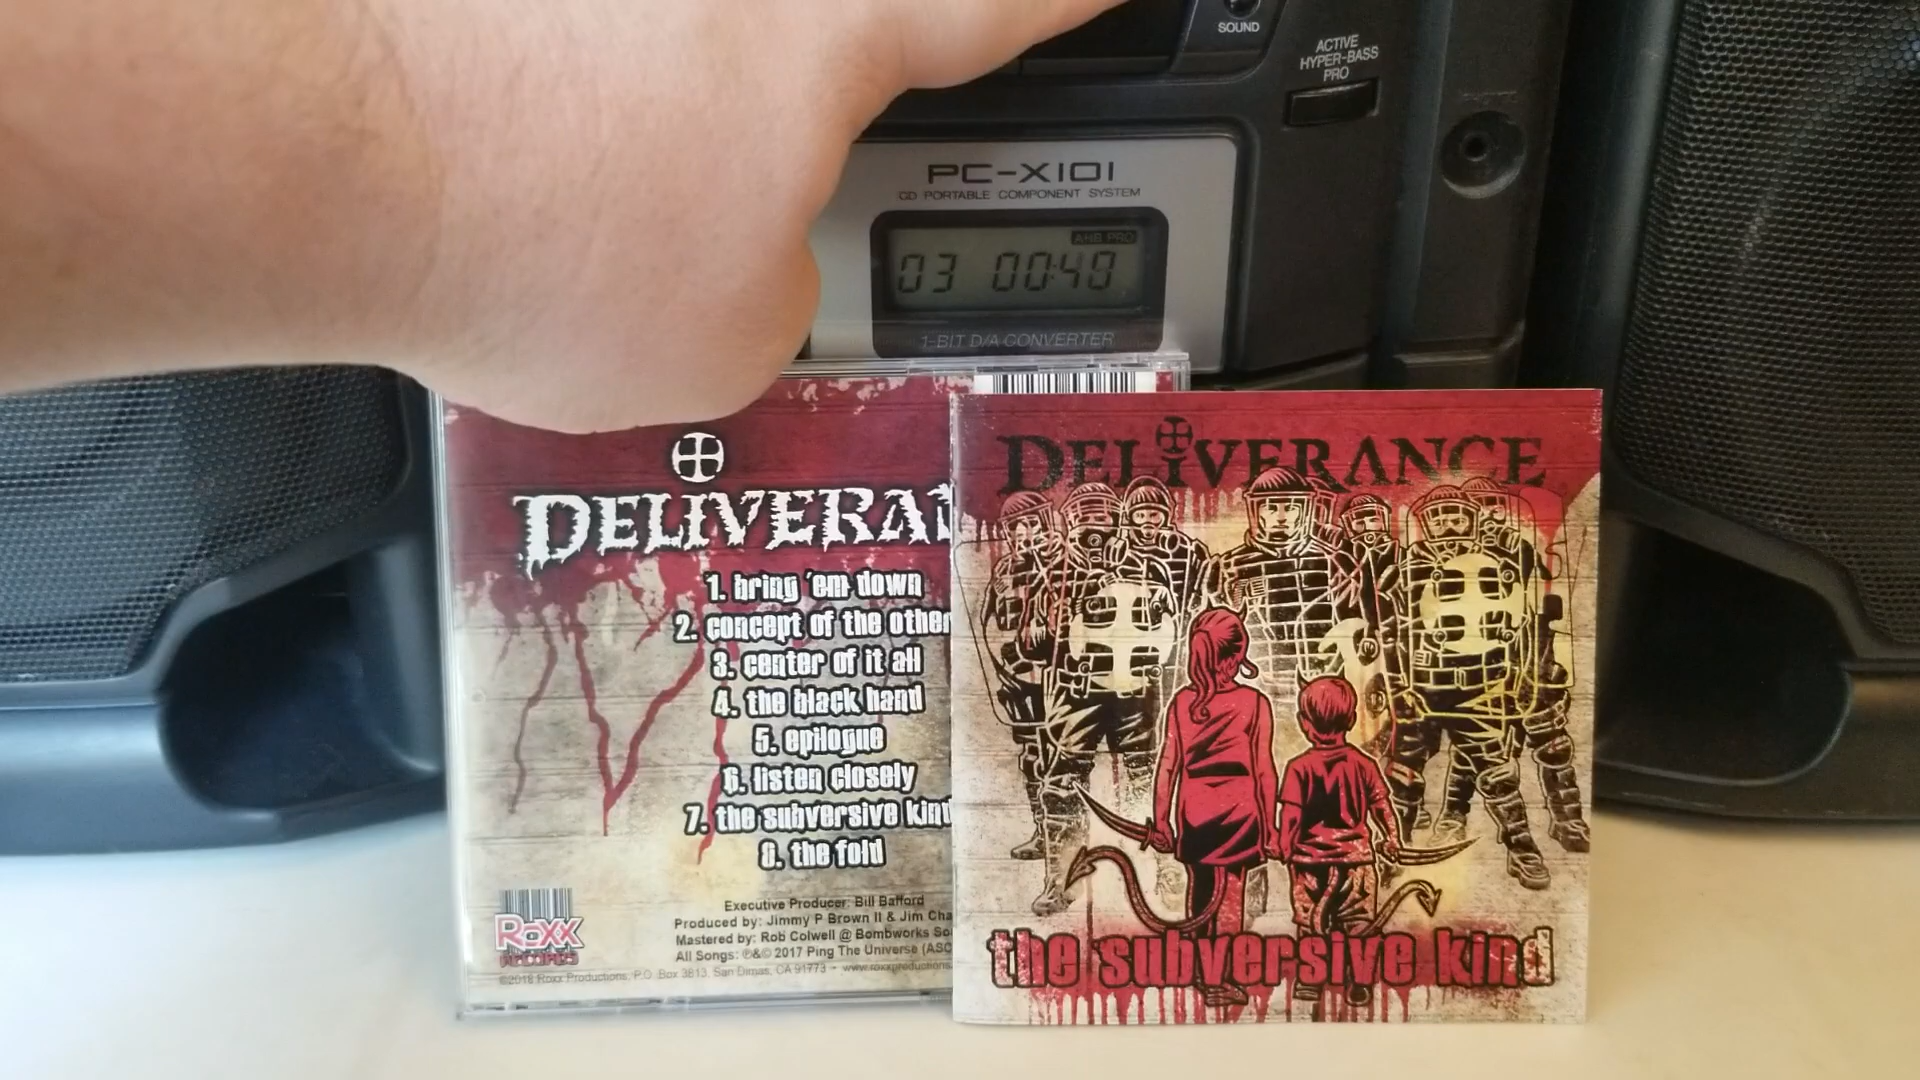 SOUND
ACTIVE
HYPER-BASS
PRO
PC-X101
CD PORTABLE COMPONENT SYSTEM
AHB PRO
03 00:48
1-BIT D/A CONVERTER
DELIVERA
1. bring 'em down
2. concept of the other
3. center of it all
4. the black hand
5. epilogue
6. listen closely
7. the subversive kind
8. the fold
Executive Producer: Bill Bafford
Produced by: Jimmy P Brown II & Jim Cha
Mastered by: Rob Colwell @ Bombworks So
All Songs: ℗&© 2017 Ping The Universe (ASC
©2018 Roxx Productions, P.O. Box 3813, San Dimas, CA 91773 - www.roxxproductions
Roxx
RECORDS
DELiVERANCE
the subversive kind